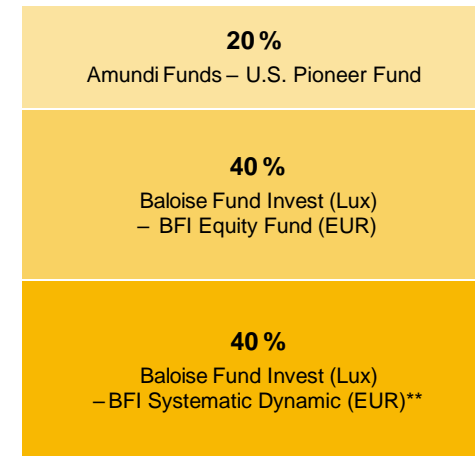 20 %
Amundi Funds – U.S. Pioneer Fund
40 %
Baloise Fund Invest (Lux)
– BFI Equity Fund (EUR)
40 %
Baloise Fund Invest (Lux)
– BFI Systematic Dynamic (EUR)**